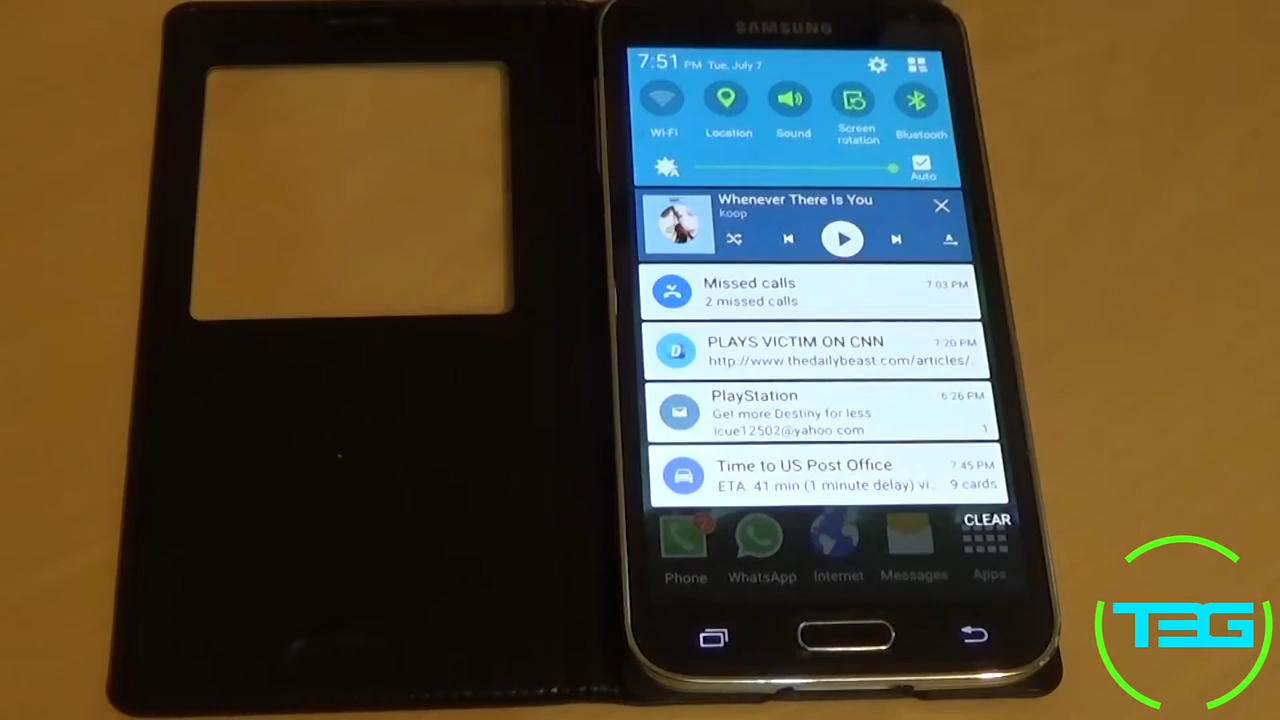 SAMSUNG
7:51 PM Tue, July 7
Wi-Fi
Location
Sound
Screen rotation
Bluetooth
A
Auto
Whenever There Is You
koop
A
Missed calls 7:03 PM
2 missed calls
D
PLAYS VICTIM ON CNN 7:20 PM
http://www.thedailybeast.com/articles/..
PlayStation 6:26 PM
Get more Destiny for less
icue12502@yahoo.com 1
Time to US Post Office 7:45 PM
ETA: 41 min (1 minute delay) vi... 9 cards
CLEAR
2
Phone
WhatsApp
Internet
Messages
Apps
TEG